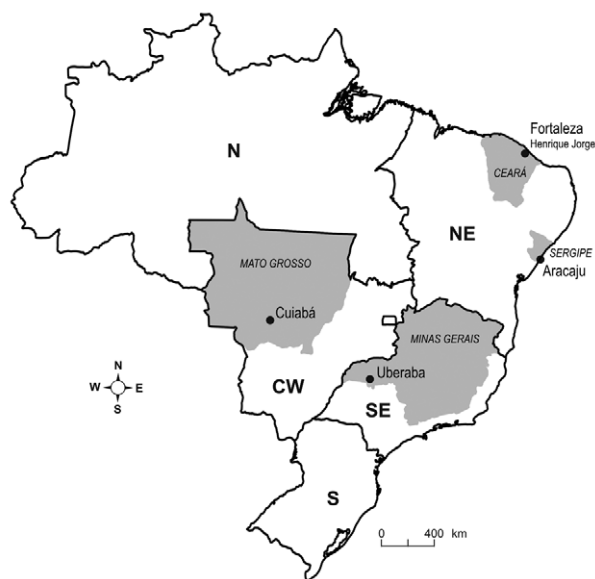 Fortaleza
Henrique Jorge
CEARÁ
N
NE
SERGIPE
Aracaju
MATO GROSSO
Cuiabá
MINAS GERAIS
Uberaba
N
W E
S
CW
SE
S
0 400 km